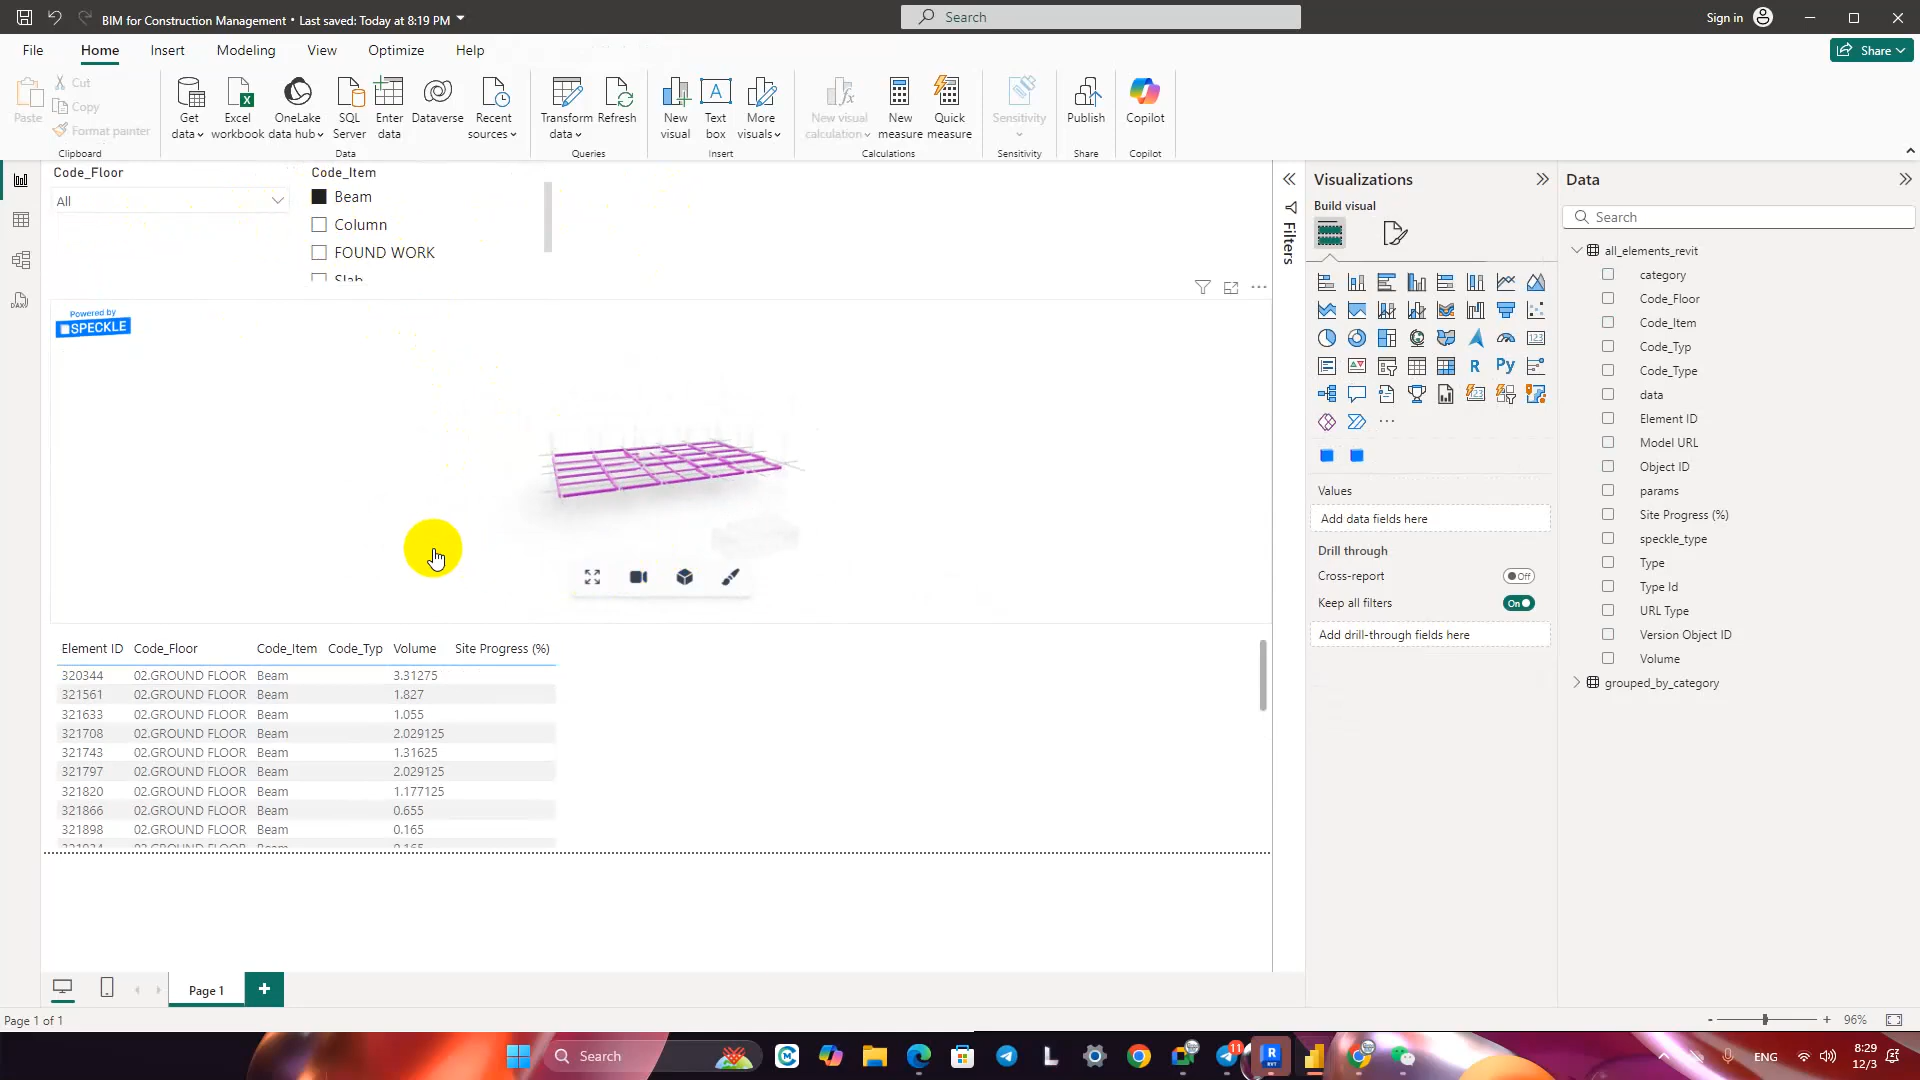 BIM for Construction Management • Last saved: Today at 8:19 PM
Search
Sign in
File
Home
Insert
Modeling
View
Optimize
Help
Share
Paste
Cut
Copy
Format painter
Clipboard
Get data
Excel workbook
OneLake data hub
SQL Server
Enter data
Dataverse
Recent sources
Data
Transform data
Refresh
Queries
New visual
Text box
More visuals
Insert
New visual calculation
New measure
Quick measure
Calculations
Sensitivity
Sensitivity
Publish
Share
Copilot
Copilot
Code_Floor
All
Code_Item
Beam
Column
FOUND WORK
Slab
Powered by
SPECKLE
Element ID Code_Floor Code_Item Code_Typ Volume Site Progress (%)
320344 02.GROUND FLOOR Beam 3.31275
321561 02.GROUND FLOOR Beam 1.827
321633 02.GROUND FLOOR Beam 1.055
321708 02.GROUND FLOOR Beam 2.029125
321743 02.GROUND FLOOR Beam 1.31625
321797 02.GROUND FLOOR Beam 2.029125
321820 02.GROUND FLOOR Beam 1.177125
321866 02.GROUND FLOOR Beam 0.655
321898 02.GROUND FLOOR Beam 0.165
Filters
Visualizations
Build visual
Values
Add data fields here
Drill through
Cross-report
Off
Keep all filters
On
Add drill-through fields here
Data
Search
all_elements_revit
category
Code_Floor
Code_Item
Code_Typ
Code_Type
data
Element ID
Model URL
Object ID
params
Site Progress (%)
speckle_type
Type
Type Id
URL Type
Version Object ID
Volume
grouped_by_category
Page 1
Page 1 of 1
96%
Search
11
ENG
8:29
12/3